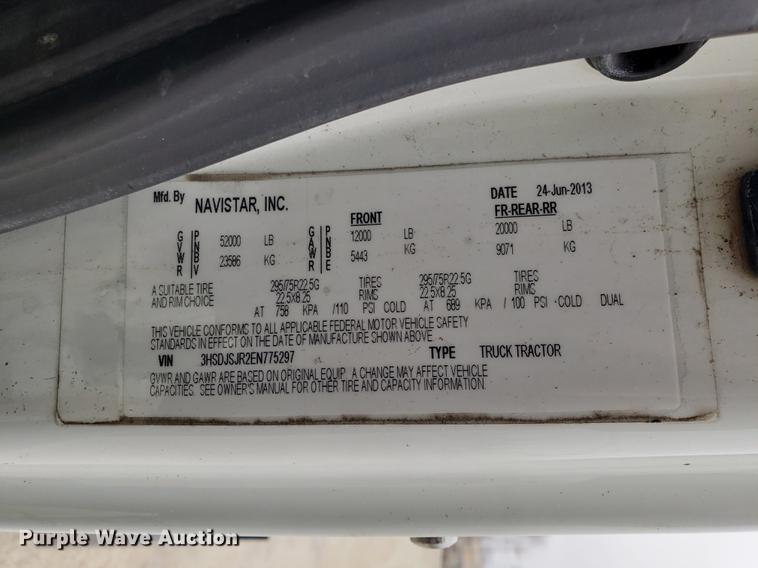 Mfd. By NAVISTAR, INC. DATE 24-Jun-2013
FRONT FR-REAR-RR
GVWR PNBV 52000 LB GAWR PNBE 12000 LB 20000 LB
23586 KG 5443 KG 9071 KG
A SUITABLE TIRE 295/75R22.5G TIRES 295/75R22.5G TIRES
AND RIM CHOICE 22.5X8.25 RIMS 22.5X8.25 RIMS
AT 758 KPA /110 PSI COLD AT 689 KPA / 100 PSI COLD DUAL
THIS VEHICLE CONFORMS TO ALL APPLICABLE FEDERAL MOTOR VEHICLE SAFETY
STANDARDS IN EFFECT ON THE DATE OF MANUFACTURE SHOWN ABOVE.
VIN 3HSDJSJR2EN775297 TYPE TRUCK TRACTOR
GVWR AND GAWR ARE BASED ON ORIGINAL EQUIP. A CHANGE MAY AFFECT VEHICLE
CAPACITIES. SEE OWNER'S MANUAL FOR OTHER TIRE AND CAPACITY INFORMATION.
Purple Wave Auction